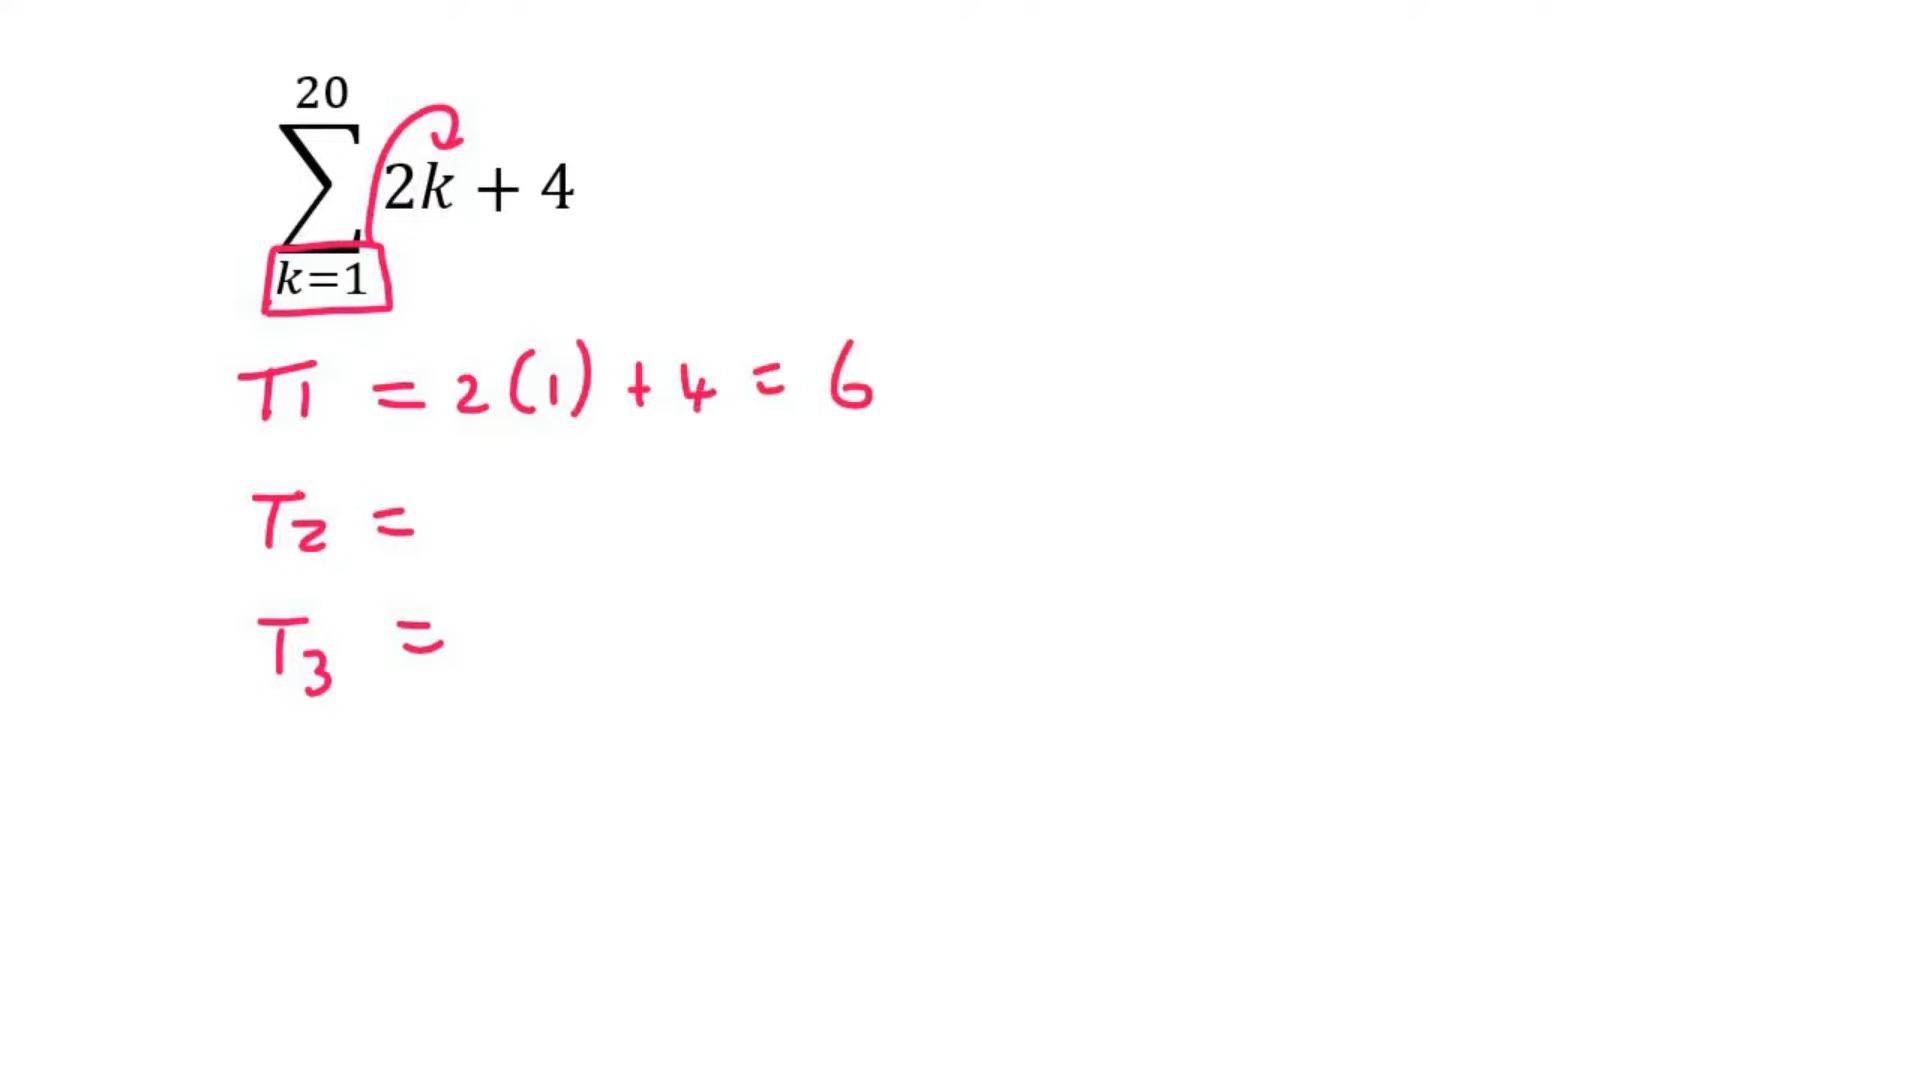 20
∑ 2k + 4
k=1
T1 = 2(1) + 4 = 6
T2 =
T3 =